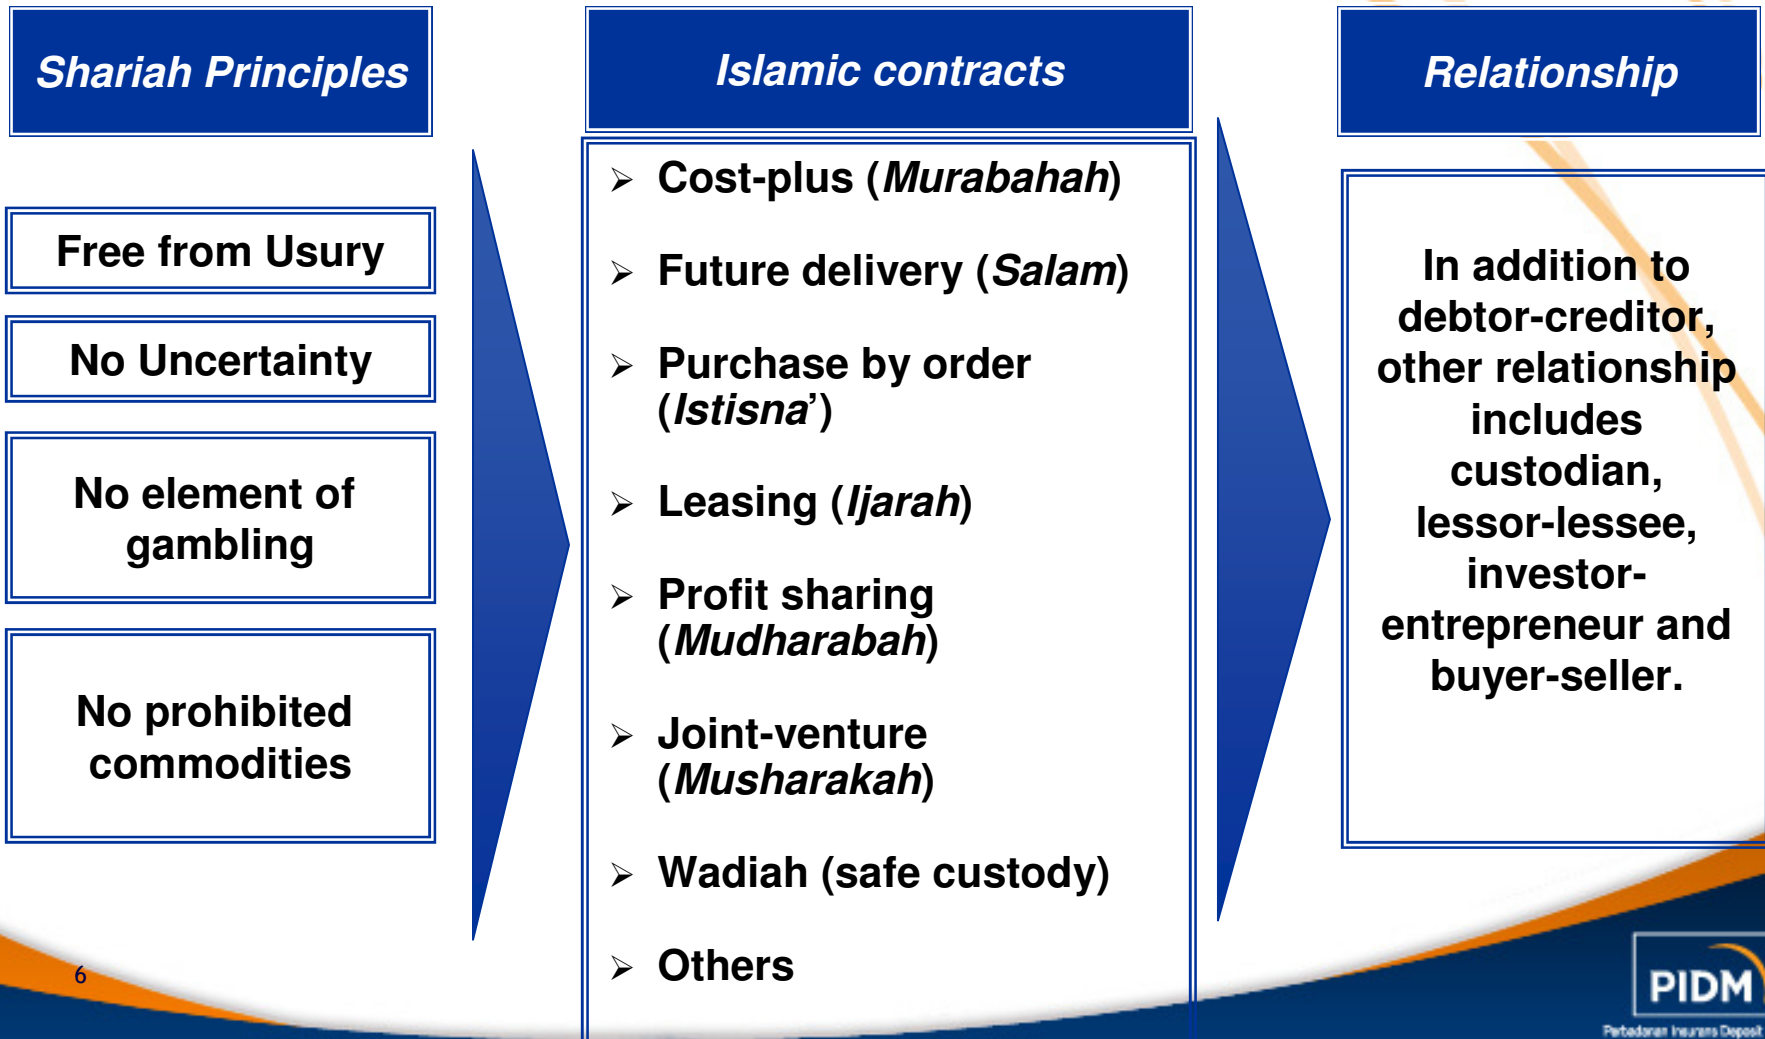 Shariah Principles
Free from Usury
No Uncertainty
No element of
gambling
No prohibited
commodities
Islamic contracts
➢ Cost-plus (Murabahah)
➢ Future delivery (Salam)
➢ Purchase by order
(Istisna’)
➢ Leasing (Ijarah)
➢ Profit sharing
(Mudharabah)
➢ Joint-venture
(Musharakah)
➢ Wadiah (safe custody)
➢ Others
Relationship
In addition to
debtor-creditor,
other relationship
includes
custodian,
lessor-lessee,
investor-
entrepreneur and
buyer-seller.
6
PIDM
Perbadanan Insurans Deposit